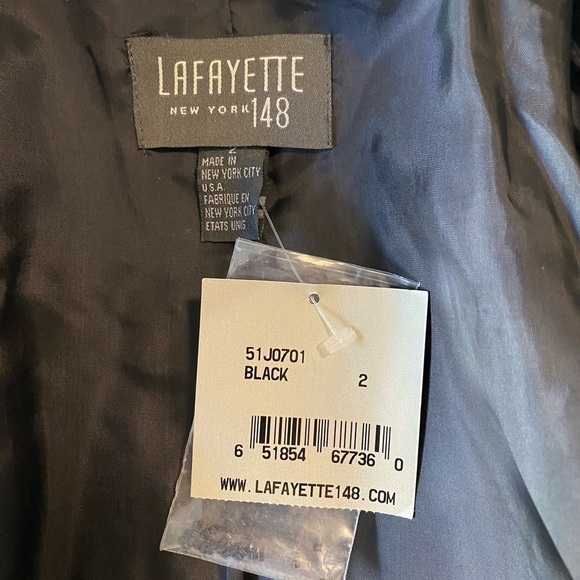 LAFAYETTE
NEW YORK 148
2
MADE IN
NEW YORK CITY
U.S.A.
FABRIQUE EN
NEW YORK CITY
ETATS UNIS
51J0701
BLACK 2
6 51854 67736 0
WWW.LAFAYETTE148.COM